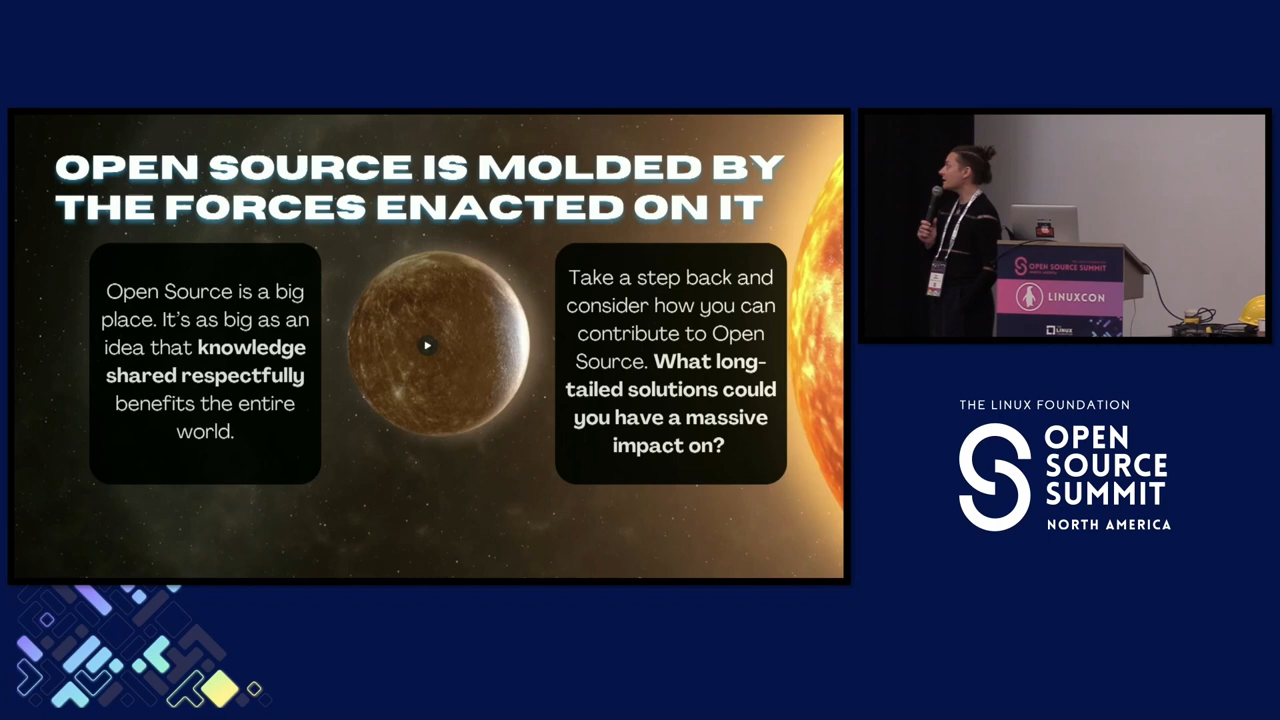 OPEN SOURCE IS MOLDED BY
THE FORCES ENACTED ON IT
Open Source is a big
place. It’s as big as an
idea that knowledge
shared respectfully
benefits the entire
world.
Take a step back and
consider how you can
contribute to Open
Source. What long-
tailed solutions could
you have a massive
impact on?
OPEN SOURCE SUMMIT
LINUXCON
LINUX
THE LINUX FOUNDATION
OPEN
SOURCE
SUMMIT
NORTH AMERICA